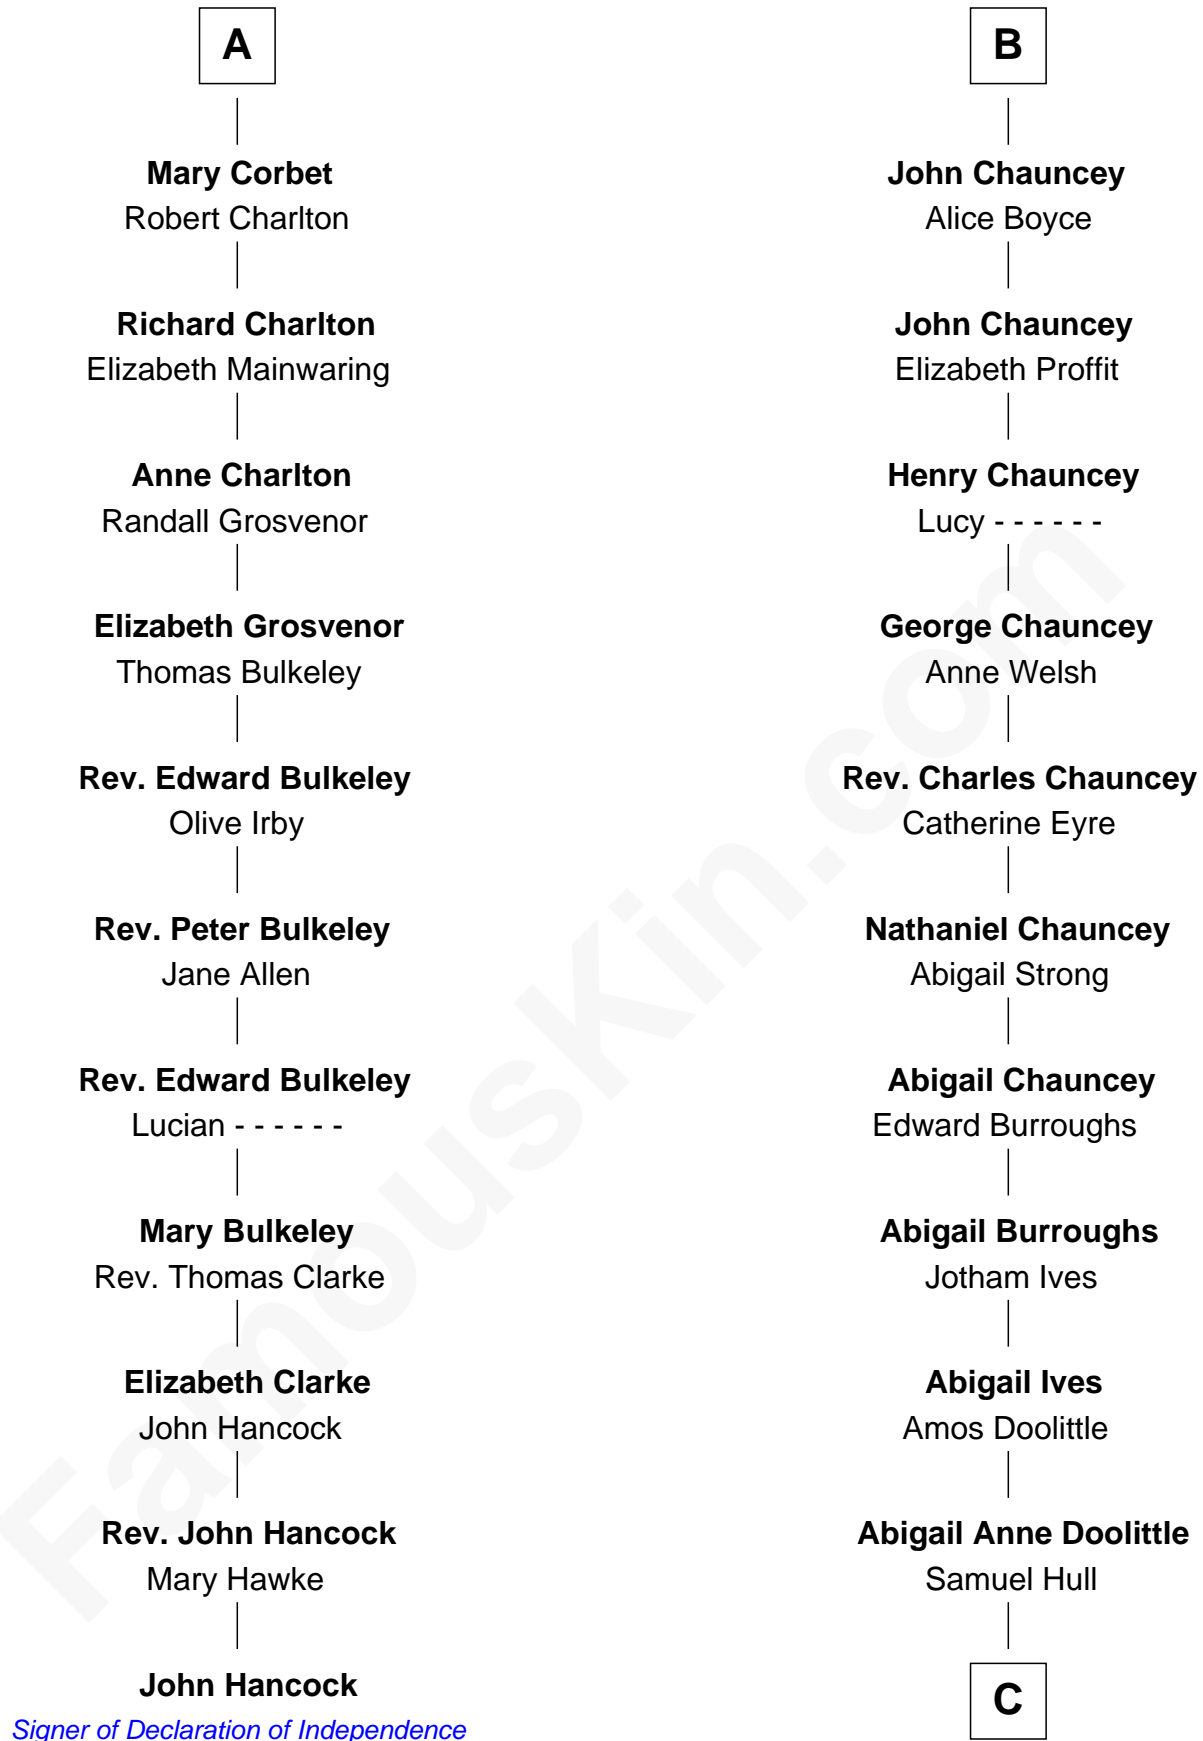 A
Mary Corbet
Robert Charlton
Richard Charlton
Elizabeth Mainwaring
Anne Charlton
Randall Grosvenor
Elizabeth Grosvenor
Thomas Bulkeley
Rev. Edward Bulkeley
Olive Irby
Rev. Peter Bulkeley
Jane Allen
Rev. Edward Bulkeley
Lucian - - - - - -
Mary Bulkeley
Rev. Thomas Clarke
Elizabeth Clarke
John Hancock
Rev. John Hancock
Mary Hawke
John Hancock
Signer of Declaration of Independence
B
John Chauncey
Alice Boyce
John Chauncey
Elizabeth Proffit
Henry Chauncey
Lucy - - - - - -
George Chauncey
Anne Welsh
Rev. Charles Chauncey
Catherine Eyre
Nathaniel Chauncey
Abigail Strong
Abigail Chauncey
Edward Burroughs
Abigail Burroughs
Jotham Ives
Abigail Ives
Amos Doolittle
Abigail Anne Doolittle
Samuel Hull
C
FamousKin.com